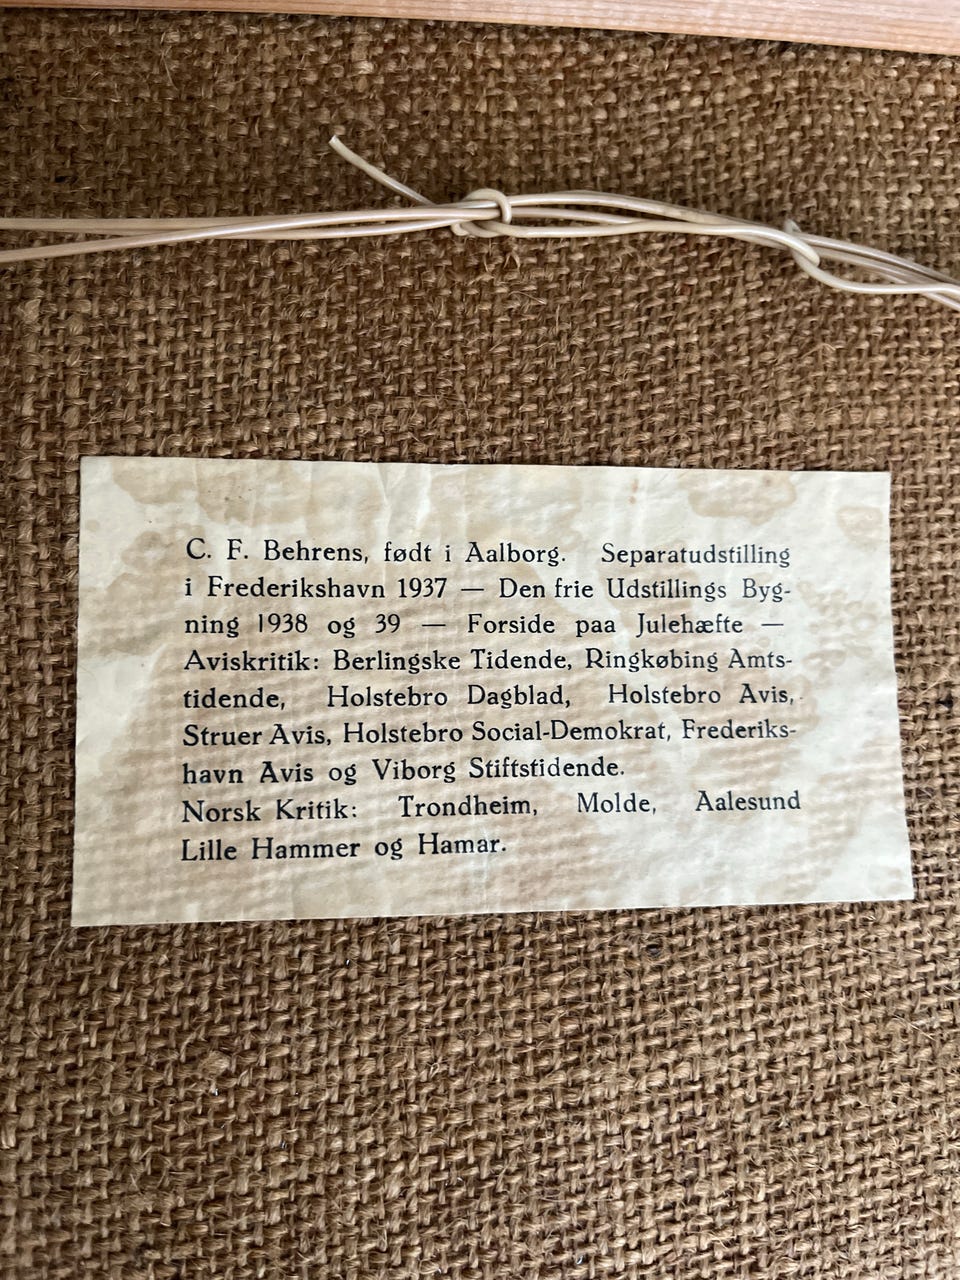 C. F. Behrens, født i Aalborg. Separatudstilling
i Frederikshavn 1937 — Den frie Udstillings Byg-
ning 1938 og 39 — Forside paa Julehæfte —
Aviskritik: Berlingske Tidende, Ringkøbing Amts-
tidende, Holstebro Dagblad, Holstebro Avis,
Struer Avis, Holstebro Social-Demokrat, Frederiks-
havn Avis og Viborg Stiftstidende.
Norsk Kritik: Trondheim, Molde, Aalesund
Lille Hammer og Hamar.